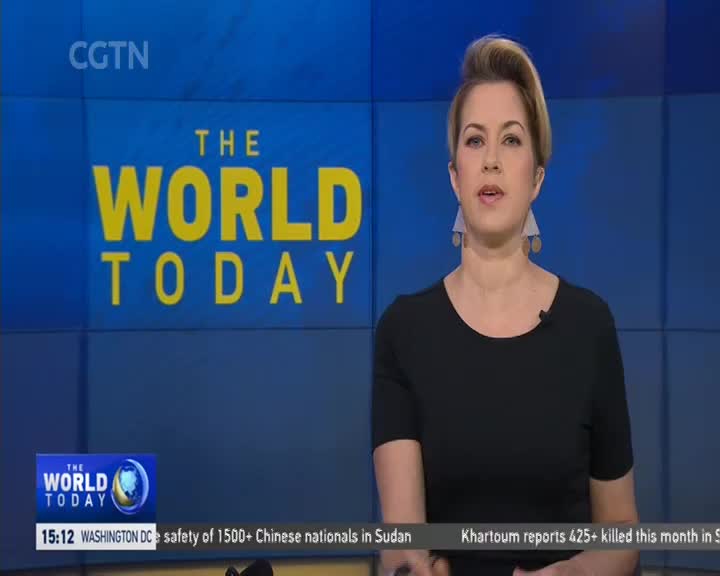 CGTN
THE
WORLD
TODAY
THE
WORLD
TODAY
15:12 WASHINGTON DC e safety of 1500+ Chinese nationals in Sudan Khartoum reports 425+ killed this month in S